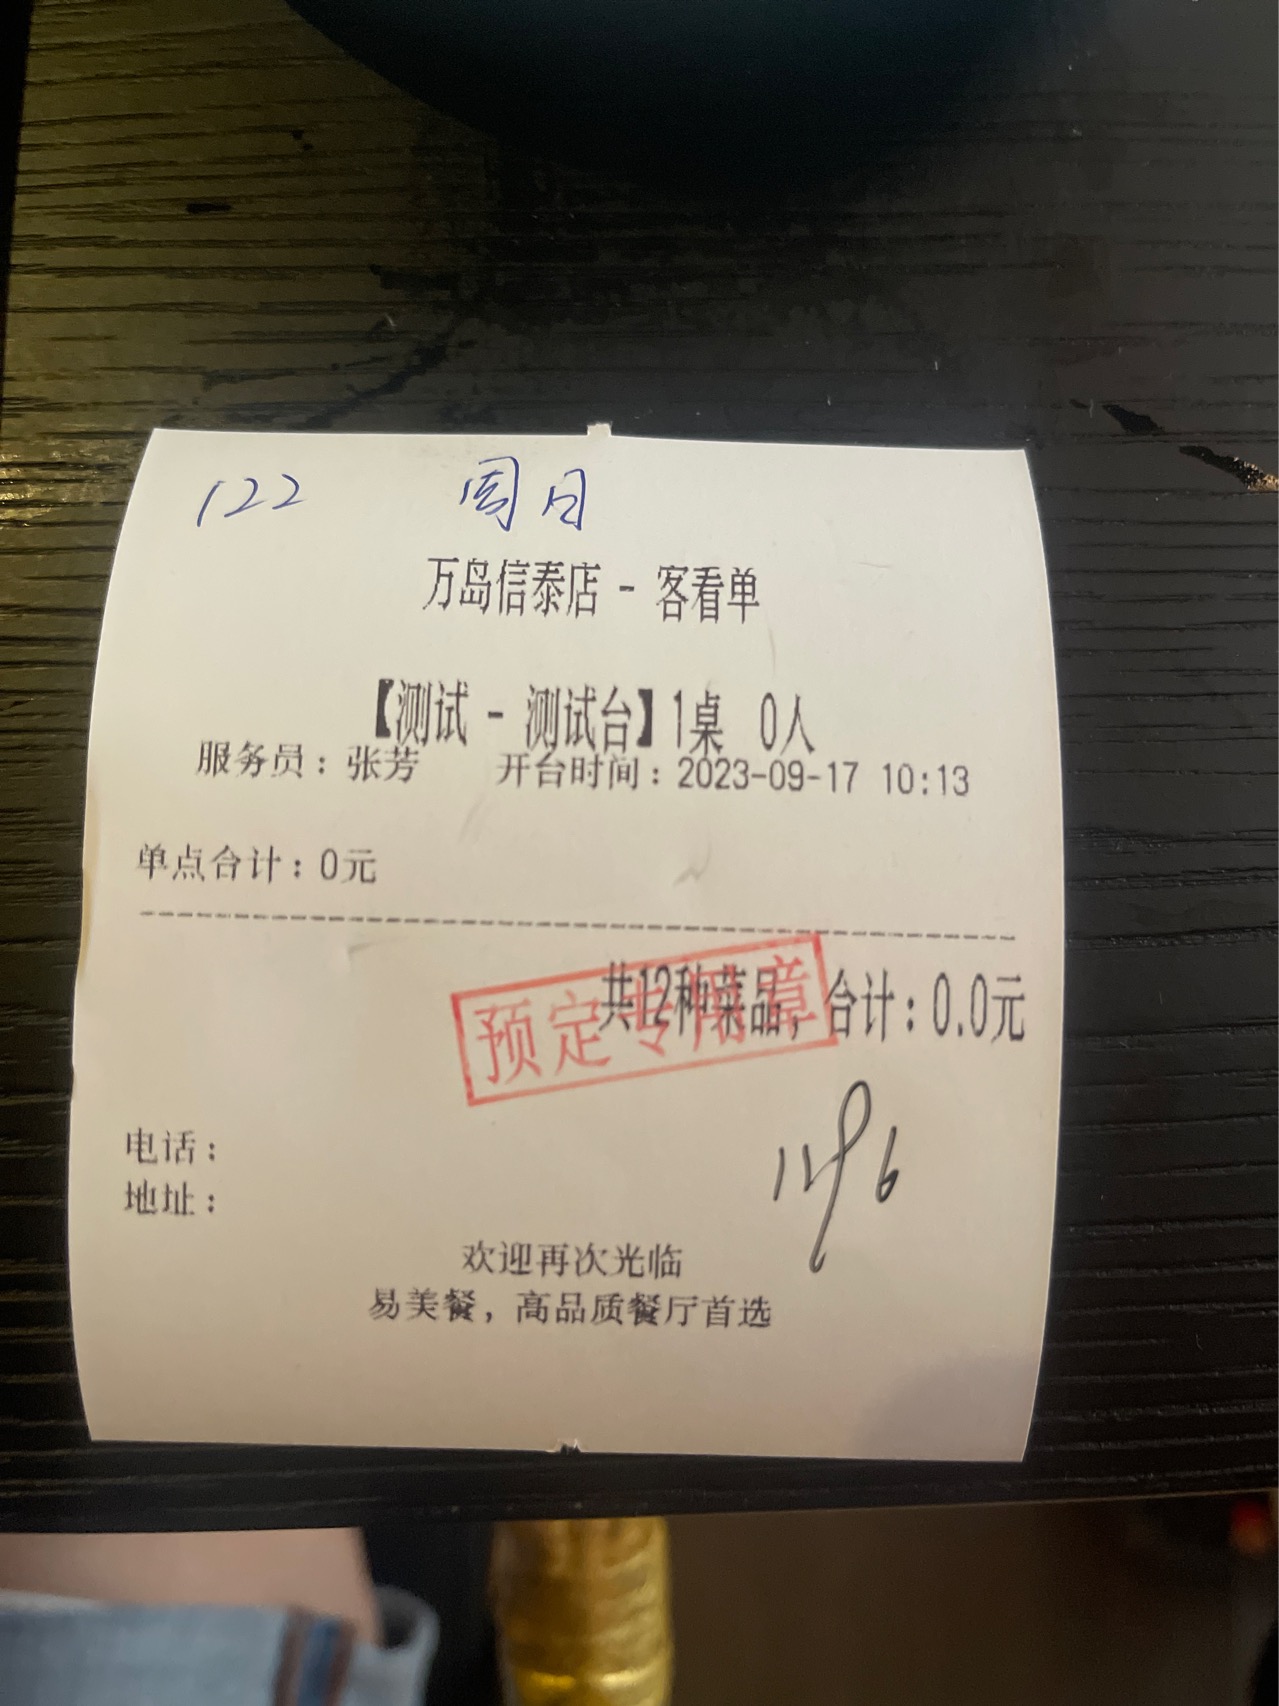 122 周日
万岛信泰店 - 客看单
【测试 - 测试台】1桌 0人
服务员：张芳 开台时间：2023-09-17 10:13
单点合计：0元
共12种菜品，合计：0.0元
预定专用章
电话：
地址：
欢迎再次光临
易美餐，高品质餐厅首选